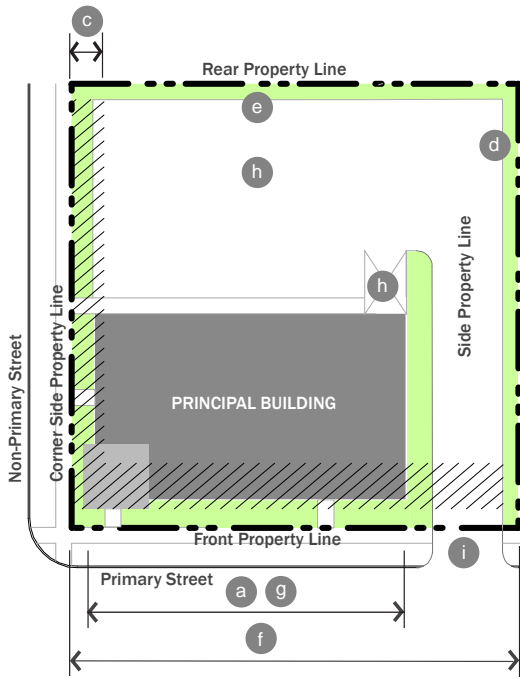 c
Rear Property Line
e
d
h
h
Side Property Line
Non-Primary Street
Corner Side Property Line
PRINCIPAL BUILDING
Front Property Line
i
Primary Street
a g
f